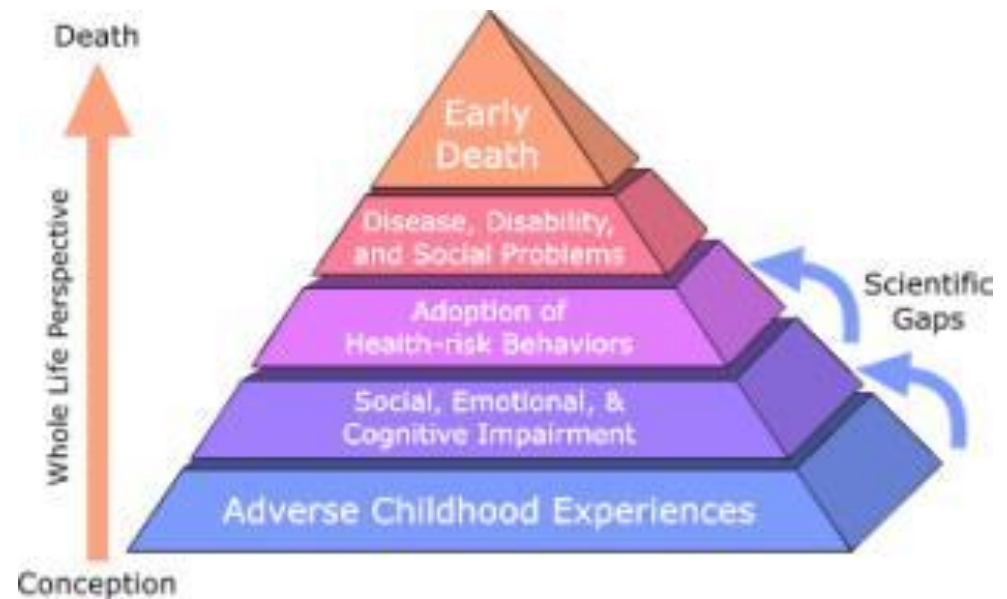 Death
Whole Life Perspective
Conception
Early
Death
Disease, Disability,
and Social Problems
Adoption of
Health-risk Behaviors
Social, Emotional, &
Cognitive Impairment
Adverse Childhood Experiences
Scientific
Gaps